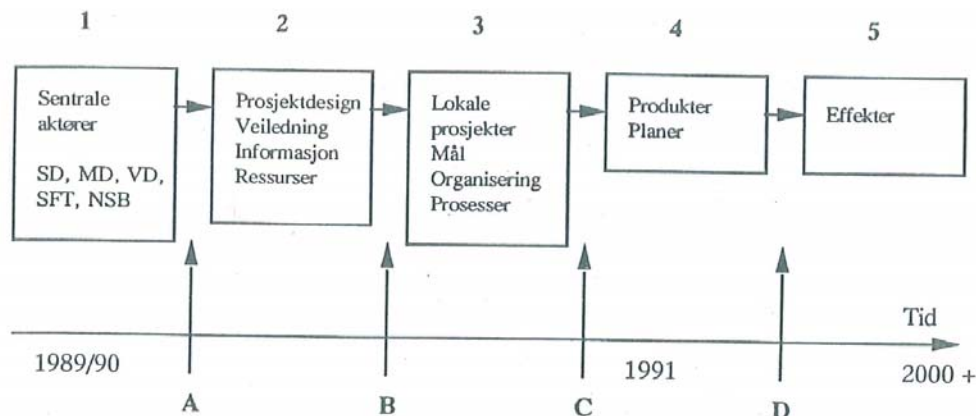 1 2 3 4 5
Sentrale
aktører
SD, MD, VD,
SFT, NSB
Prosjektdesign
Veiledning
Informasjon
Ressurser
Lokale
prosjekter
Mål
Organisering
Prosesser
Produkter
Planer
Effekter
Tid
1989/90 1991 2000 +
A B C D